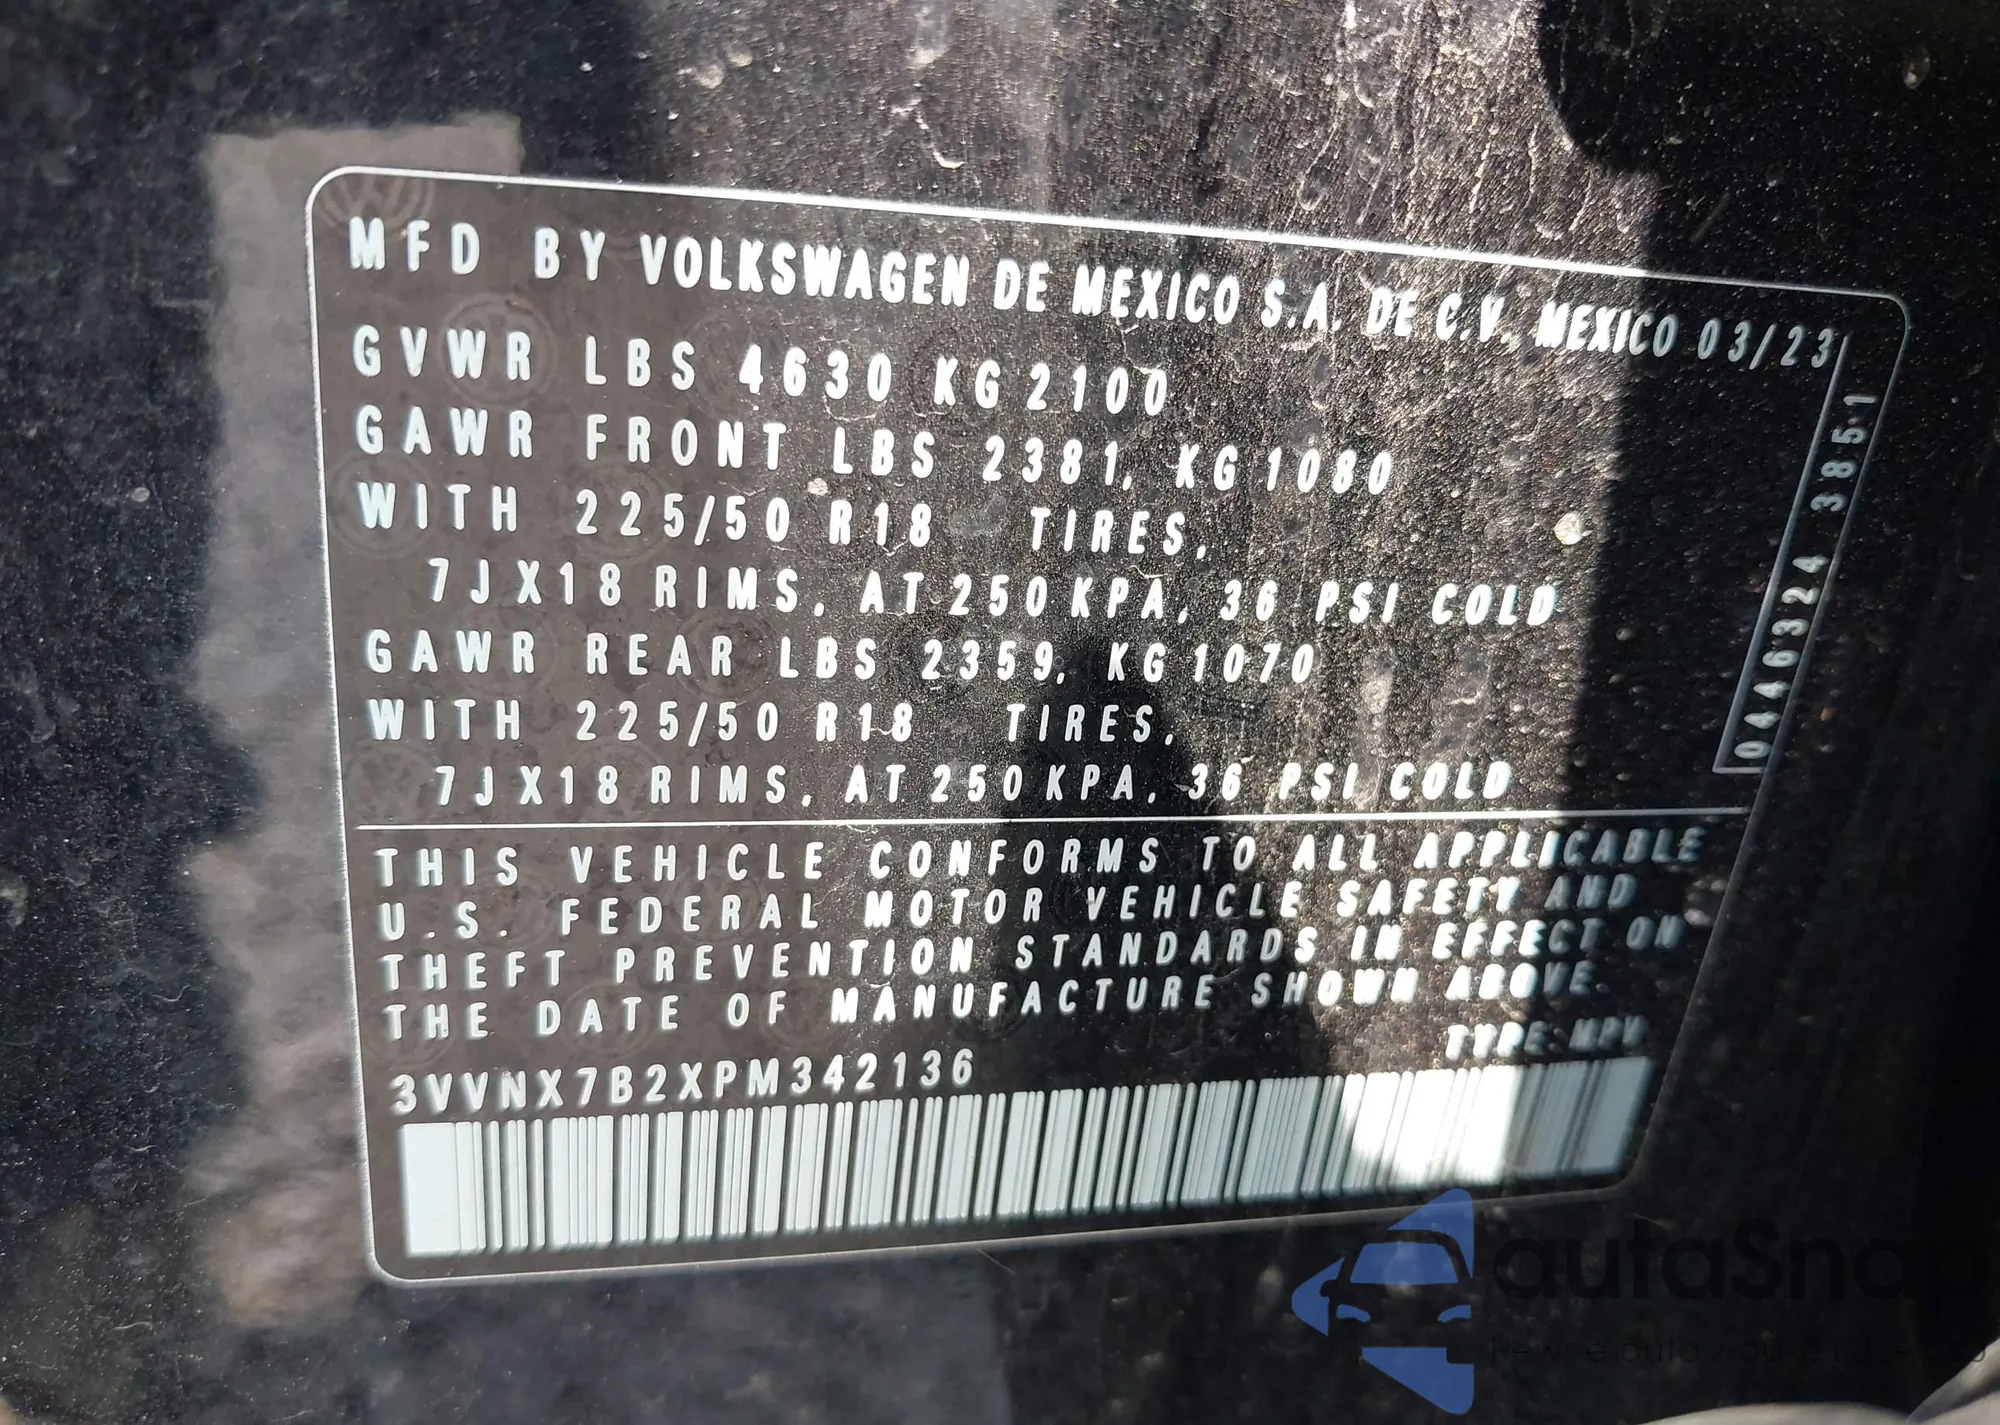 MFD BY VOLKSWAGEN DE MEXICO S.A. DE C.V. MEXICO 03/23
GVWR LBS 4630 KG 2100
GAWR FRONT LBS 2381, KG 1080
WITH 225/50 R18 TIRES,
7JX18 RIMS, AT 250 KPA, 36 PSI COLD
GAWR REAR LBS 2359, KG 1070
WITH 225/50 R18 TIRES,
7JX18 RIMS, AT 250 KPA, 36 PSI COLD
046324 3851
THIS VEHICLE CONFORMS TO ALL APPLICABLE
U.S. FEDERAL MOTOR VEHICLE SAFETY AND
THEFT PREVENTION STANDARDS IN EFFECT ON
THE DATE OF MANUFACTURE SHOWN ABOVE.
TYPE: MPV
3VVNX7B2XPM342136
autaSnap